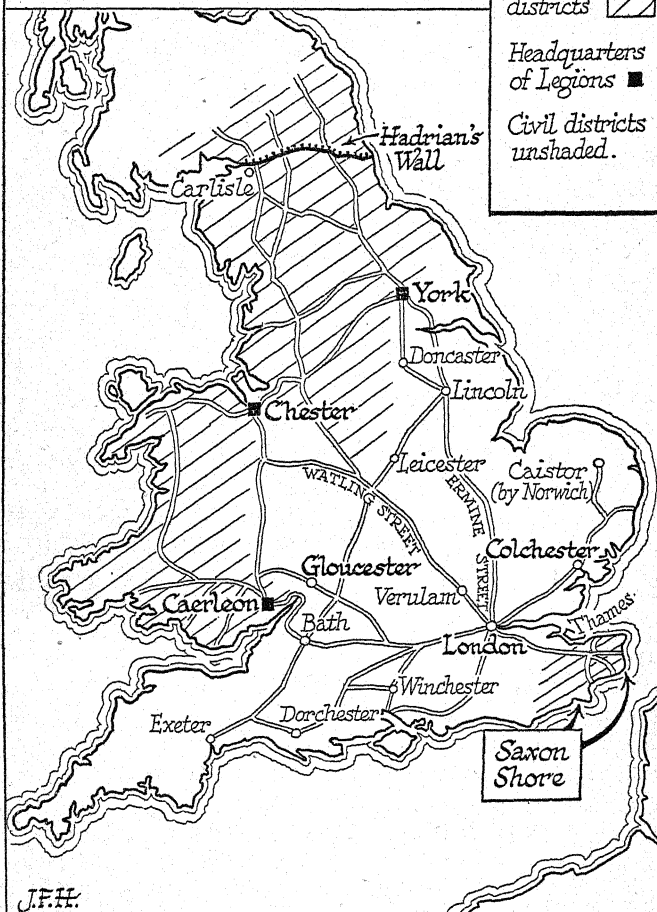 districts
Headquarters
of Legions
Civil districts
unshaded.
Hadrian's
Wall
Carlisle
York
Doncaster
Lincoln
Chester
Leicester
Caistor
(by Norwich)
WATLING STREET
ERMINE STREET
Colchester
Gloucester
Verulam
Caerleon
Thames
Bath
London
Winchester
Exeter
Dorchester
Saxon
Shore
J.F.H.